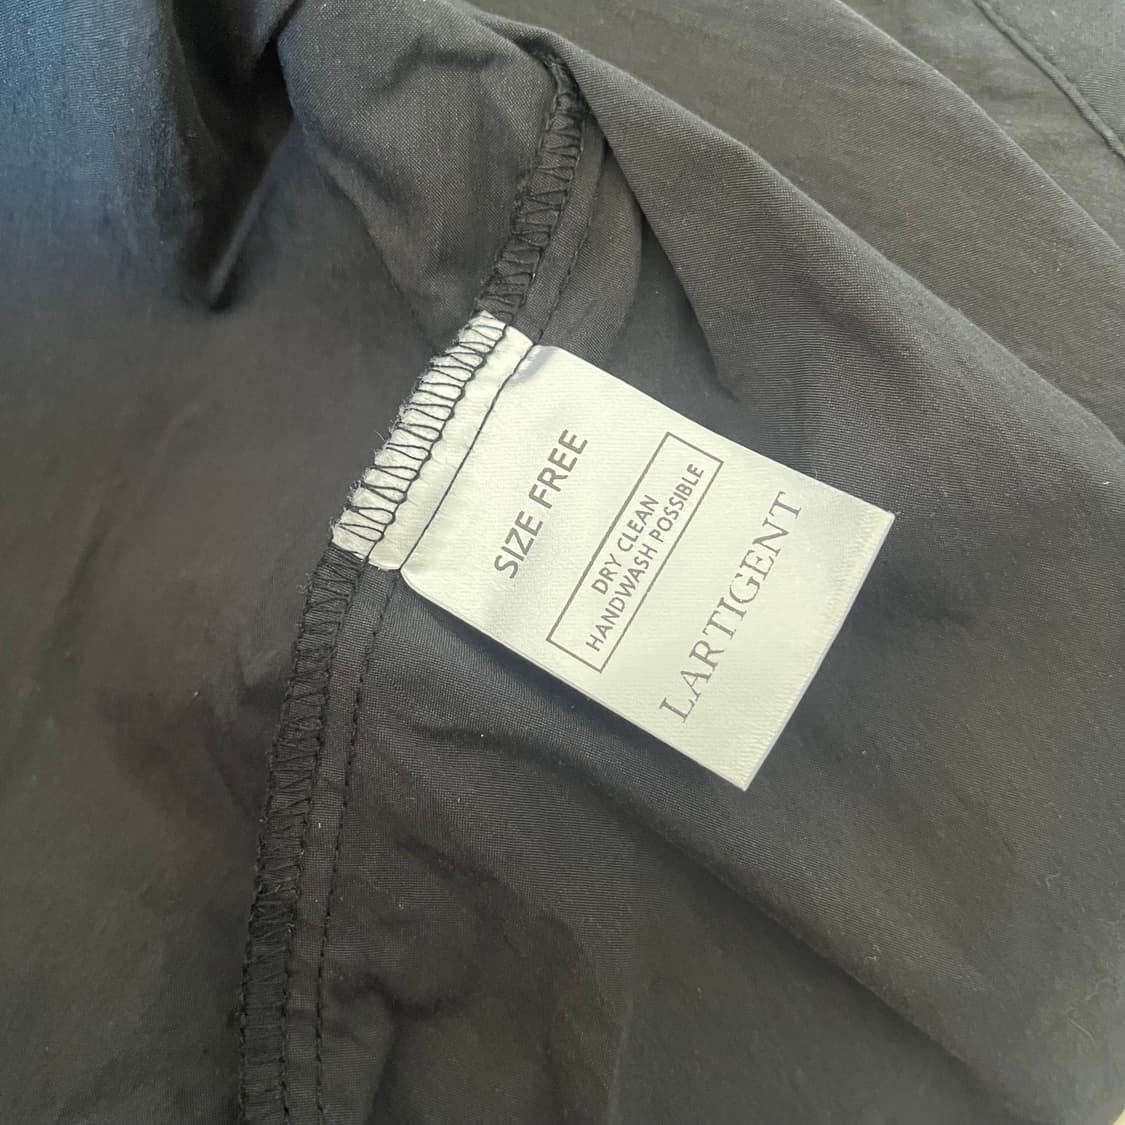 SIZE FREE
DRY CLEAN
HANDWASH POSSIBLE
LARTIGENT